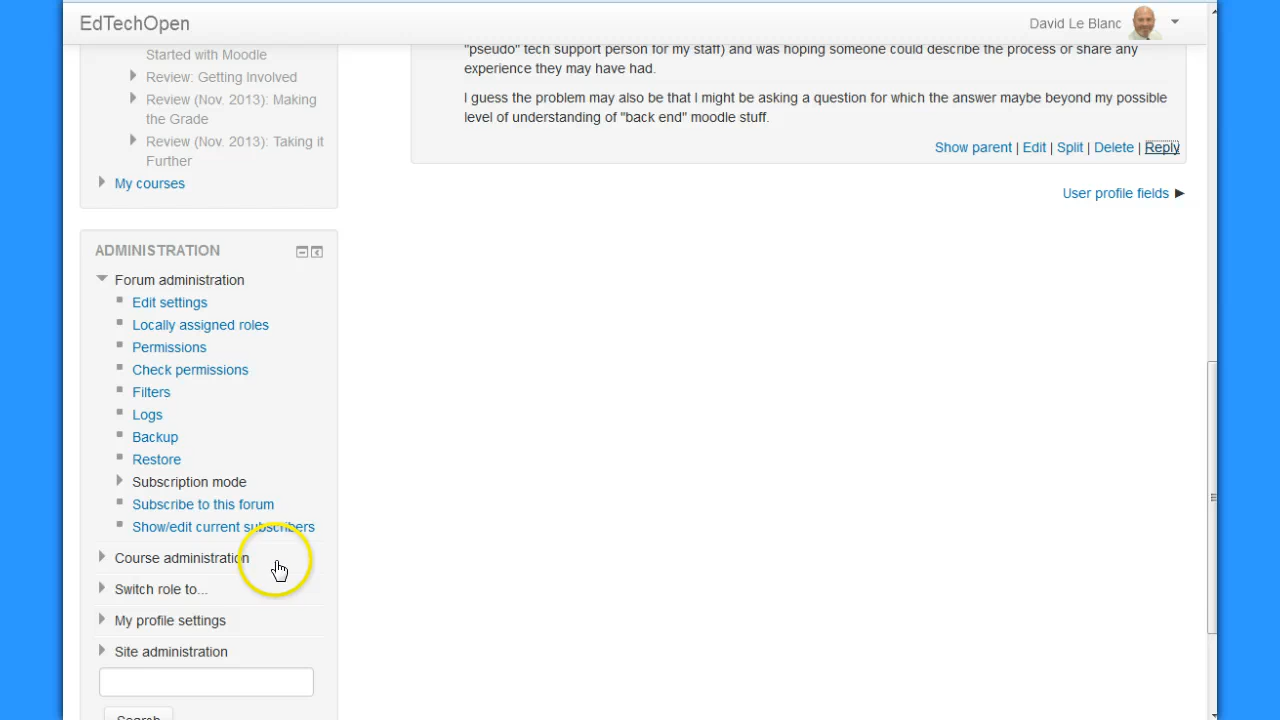 EdTechOpen
David Le Blanc
Started with Moodle
Review: Getting Involved
Review (Nov. 2013): Making
the Grade
Review (Nov. 2013): Taking it
Further
My courses
ADMINISTRATION
Forum administration
Edit settings
Locally assigned roles
Permissions
Check permissions
Filters
Logs
Backup
Restore
Subscription mode
Subscribe to this forum
Show/edit current subscribers
Course administration
Switch role to...
My profile settings
Site administration
Search
"pseudo" tech support person for my staff) and was hoping someone could describe the process or share any
experience they may have had.
I guess the problem may also be that I might be asking a question for which the answer maybe beyond my possible
level of understanding of "back end" moodle stuff.
Show parent | Edit | Split | Delete | Reply
User profile fields